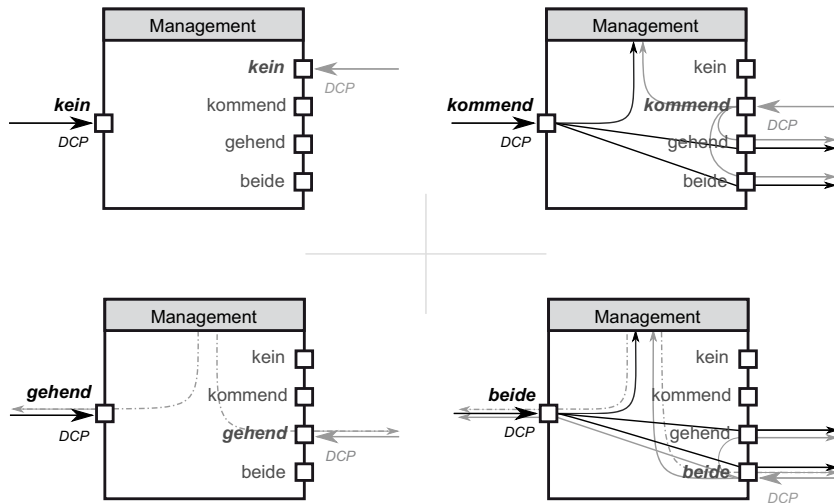 Management
kein
kein
DCP
kommend
DCP
gehend
beide
Management
kein
kommend
kommend
DCP
DCP
gehend
beide
Management
kein
gehend
kommend
DCP
gehend
DCP
beide
Management
kein
beide
kommend
DCP
gehend
beide
DCP